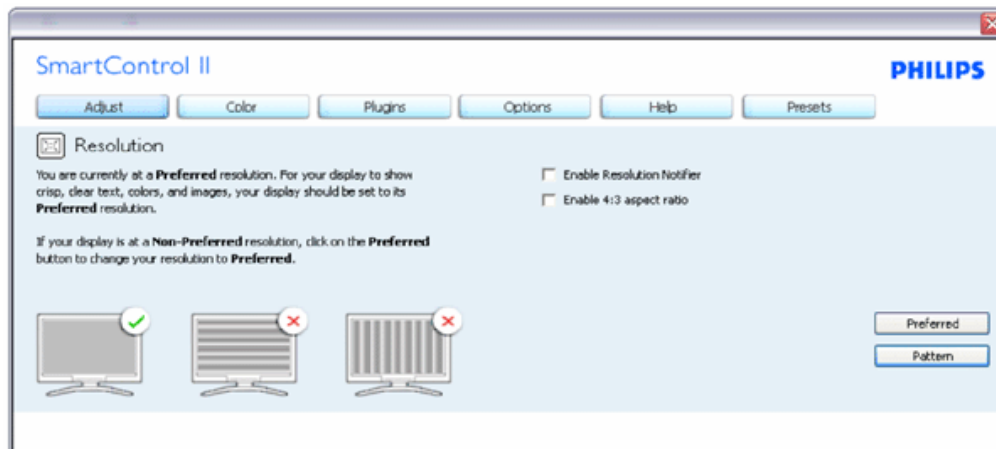 SmartControl II
PHILIPS
Adjust
Color
Plugins
Options
Help
Presets
Resolution
You are currently at a Preferred resolution. For your display to show
crisp, clear text, colors, and images, your display should be set to its
Preferred resolution.
If your display is at a Non-Preferred resolution, click on the Preferred
button to change your resolution to Preferred.
Enable Resolution Notifier
Enable 4:3 aspect ratio
Preferred
Pattern